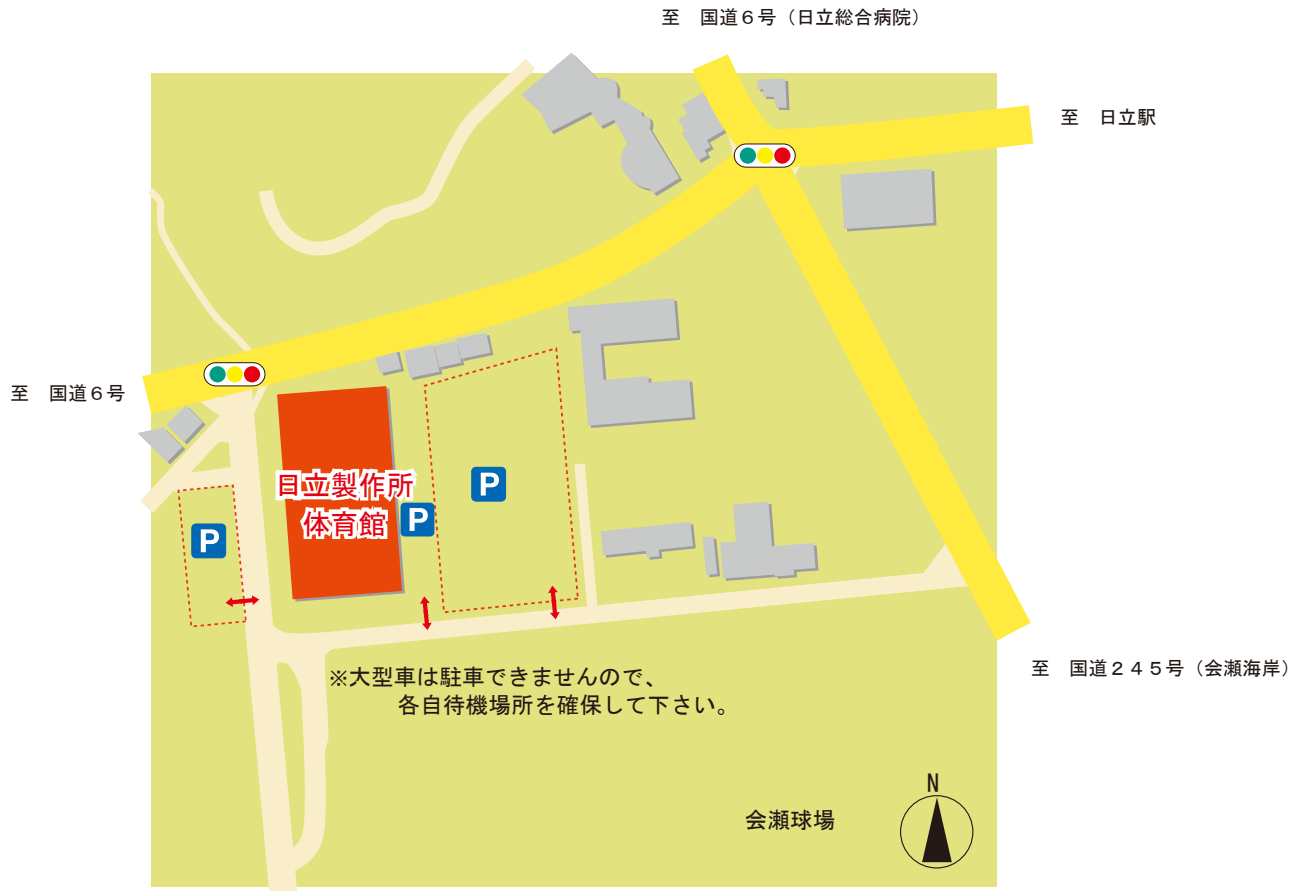 至　国道６号（日立総合病院）
至　日立駅
至　国道６号
日立製作所
体育館
P
P
P
至　国道２４５号（会瀬海岸）
※大型車は駐車できませんので、
各自待機場所を確保して下さい。
N
会瀬球場